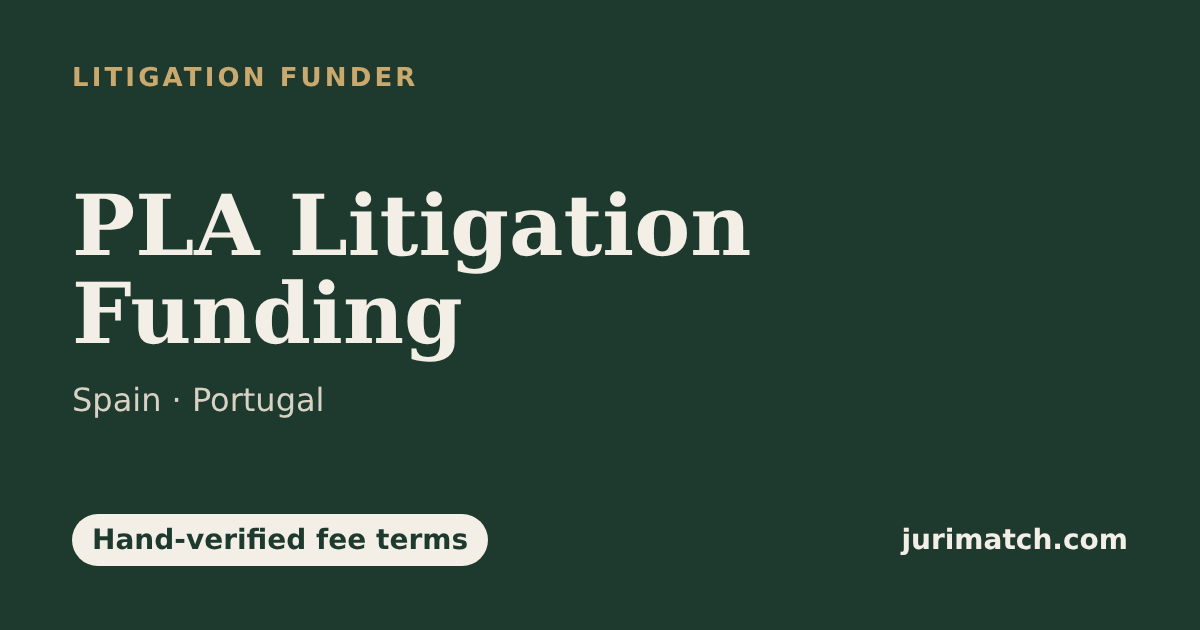 LITIGATION FUNDER
PLA Litigation
Funding
Spain · Portugal
Hand-verified fee terms
jurimatch.com